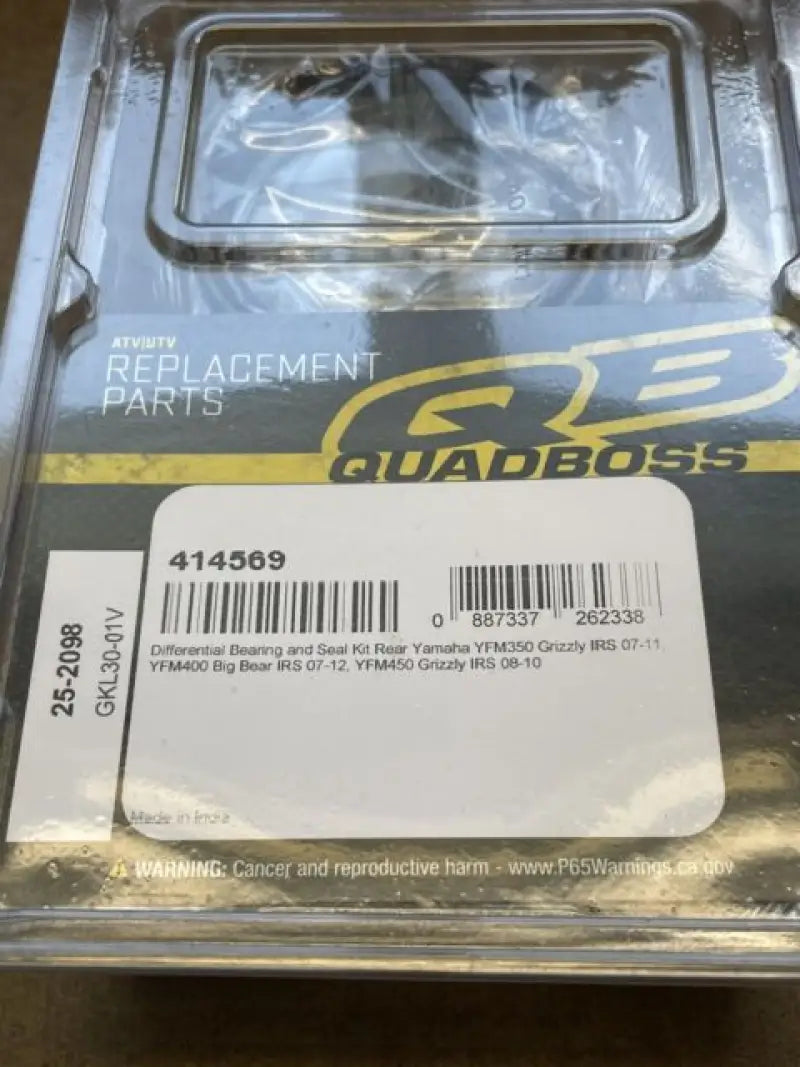 ATV|UTV
REPLACEMENT
PARTS
QB
QUADBOSS
414569
0 887337 262338
Differential Bearing and Seal Kit Rear Yamaha YFM350 Grizzly IRS 07-11,
YFM400 Big Bear IRS 07-12, YFM450 Grizzly IRS 08-10
25-2098
GKL30-01V
Made in India
WARNING: Cancer and reproductive harm - www.P65Warnings.ca.gov